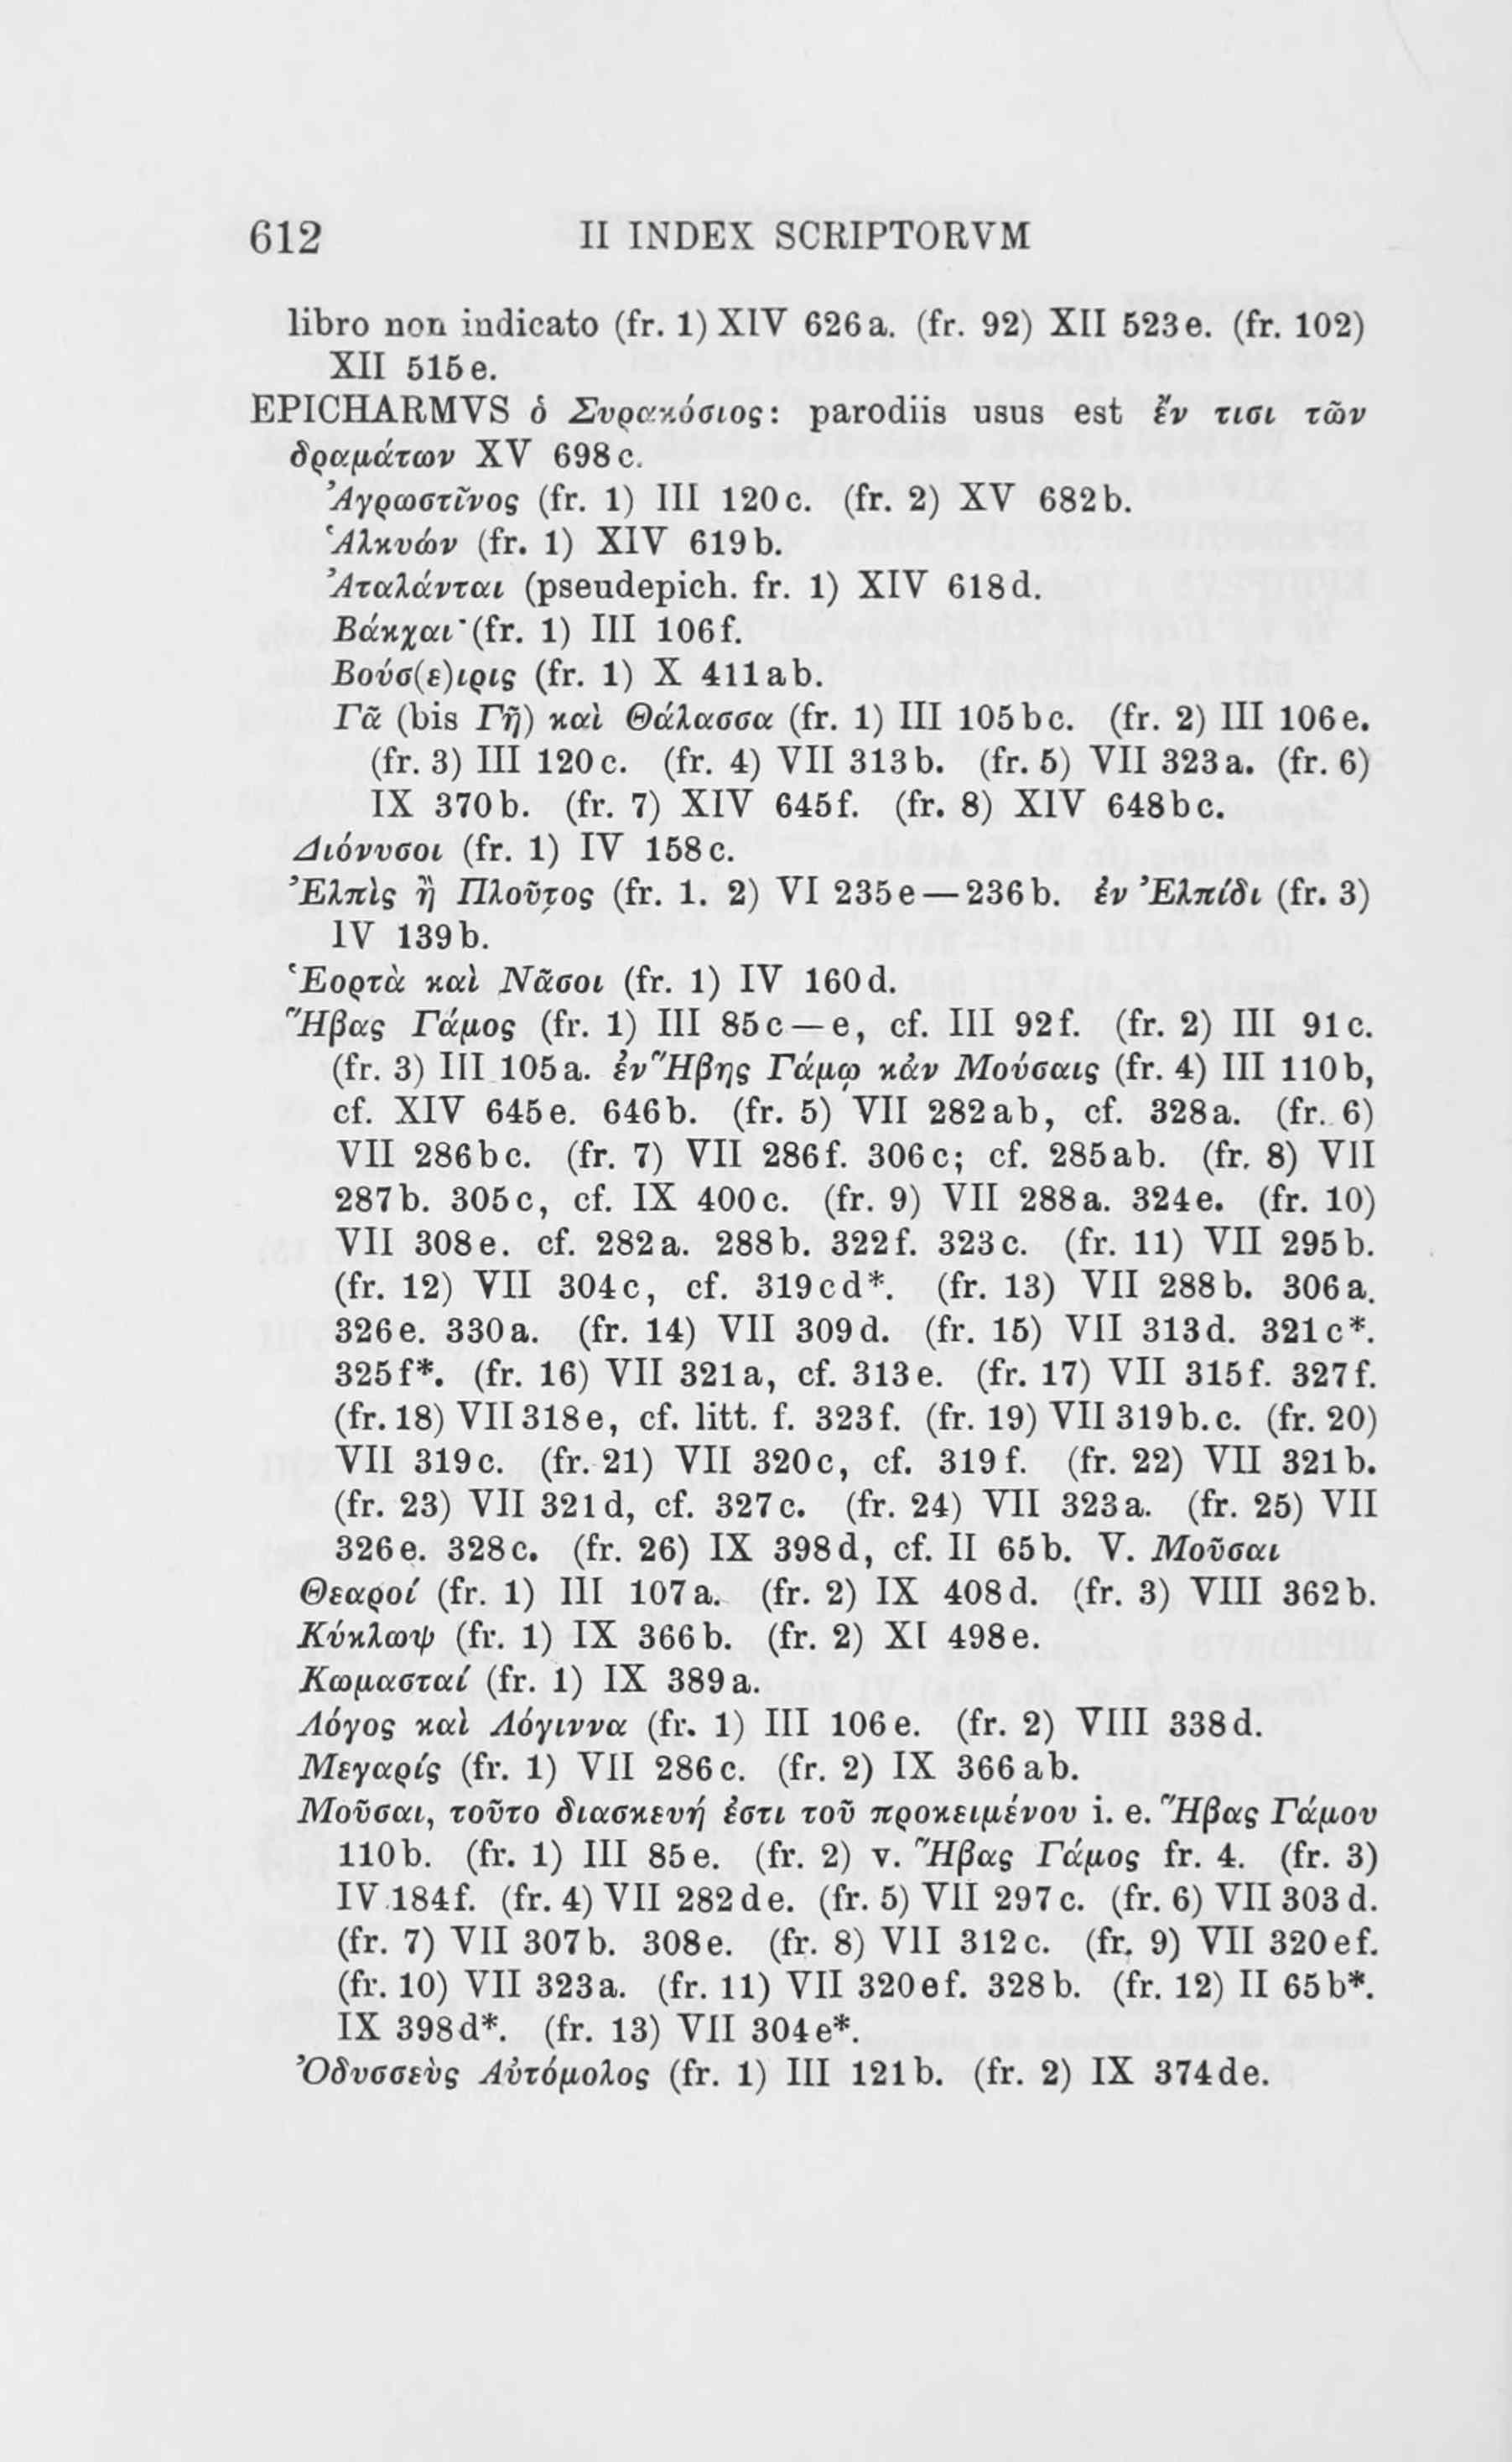 612 II INDEX SCRIPTORVM
libro non indicato (fr. 1) XIV 626a. (fr. 92) XII 523e. (fr. 102)
XII 515e.
EPICHARMVS ὁ Συρακόσιος: parodiis usus est ἔν τισι τῶν
δραμάτων XV 698c.
Ἀγρωστῖνος (fr. 1) III 120c. (fr. 2) XV 682b.
Ἁλκυών (fr. 1) XIV 619b.
Ἀταλάνται (pseudepich. fr. 1) XIV 618d.
Βάκχαι (fr. 1) III 106f.
Βούσ(ε)ιρις (fr. 1) X 411ab.
Γᾶ (bis Γῆ) καὶ Θάλασσα (fr. 1) III 105bc. (fr. 2) III 106e.
(fr. 3) III 120c. (fr. 4) VII 313b. (fr. 5) VII 323a. (fr. 6)
IX 370b. (fr. 7) XIV 645f. (fr. 8) XIV 648bc.
Διόνυσοι (fr. 1) IV 158c.
Ἐλπὶς ἢ Πλοῦτος (fr. 1. 2) VI 235e—236b. ἐν Ἐλπίδι (fr. 3)
IV 139b.
Ἑορτὰ καὶ Νᾶσοι (fr. 1) IV 160d.
Ἥβας Γάμος (fr. 1) III 85c—e, cf. III 92f. (fr. 2) III 91c.
(fr. 3) III 105a. ἐν Ἥβης Γάμῳ κἀν Μούσαις (fr. 4) III 110b,
cf. XIV 645e. 646b. (fr. 5) VII 282ab, cf. 328a. (fr. 6)
VII 286bc. (fr. 7) VII 286f. 306c; cf. 285ab. (fr. 8) VII
287b. 305c, cf. IX 400c. (fr. 9) VII 288a. 324e. (fr. 10)
VII 308e. cf. 282a. 288b. 322f. 323c. (fr. 11) VII 295b.
(fr. 12) VII 304c, cf. 319cd*. (fr. 13) VII 288b. 306a.
326e. 330a. (fr. 14) VII 309d. (fr. 15) VII 313d. 321c*.
325f*. (fr. 16) VII 321a, cf. 313e. (fr. 17) VII 315f. 327f.
(fr. 18) VII 318e, cf. litt. f. 323f. (fr. 19) VII 319b.c. (fr. 20)
VII 319c. (fr. 21) VII 320c, cf. 319f. (fr. 22) VII 321b.
(fr. 23) VII 321d, cf. 327c. (fr. 24) VII 323a. (fr. 25) VII
326e. 328c. (fr. 26) IX 398d, cf. II 65b. V. Μοῦσαι
Θεαροί (fr. 1) III 107a. (fr. 2) IX 408d. (fr. 3) VIII 362b.
Κύκλωψ (fr. 1) IX 366b. (fr. 2) XI 498e.
Κωμασταί (fr. 1) IX 389a.
Λόγος καὶ Λόγιννα (fr. 1) III 106e. (fr. 2) VIII 338d.
Μεγαρίς (fr. 1) VII 286c. (fr. 2) IX 366ab.
Μοῦσαι, τοῦτο διασκευή ἐστι τοῦ προκειμένου i. e. Ἥβας Γάμου
110b. (fr. 1) III 85e. (fr. 2) v. Ἥβας Γάμος fr. 4. (fr. 3)
IV 184f. (fr. 4) VII 282de. (fr. 5) VII 297c. (fr. 6) VII 303d.
(fr. 7) VII 307b. 308e. (fr. 8) VII 312c. (fr. 9) VII 320ef.
(fr. 10) VII 323a. (fr. 11) VII 320ef. 328b. (fr. 12) II 65b*.
IX 398d*. (fr. 13) VII 304e*.
Ὀδυσσεὺς Αὐτόμολος (fr. 1) III 121b. (fr. 2) IX 374de.